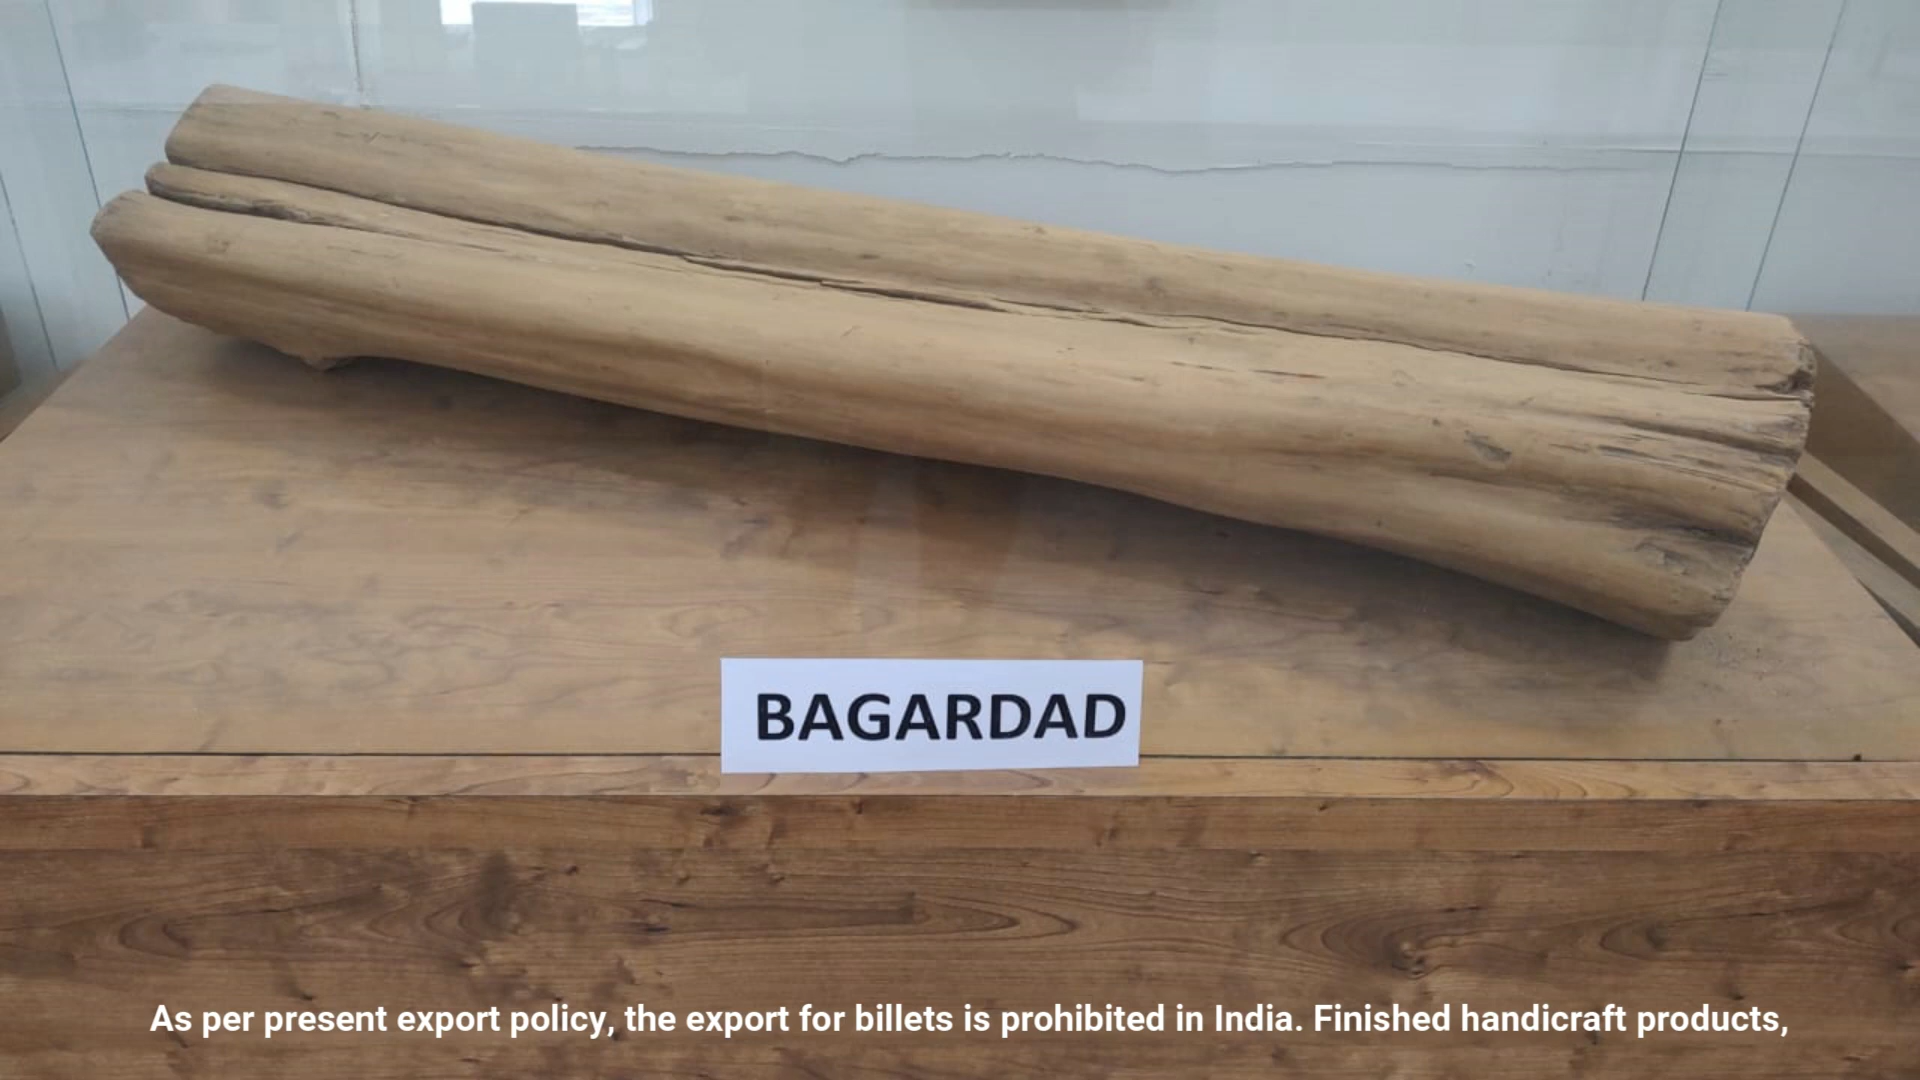 BAGARDAD
As per present export policy, the export for billets is prohibited in India. Finished handicraft products,